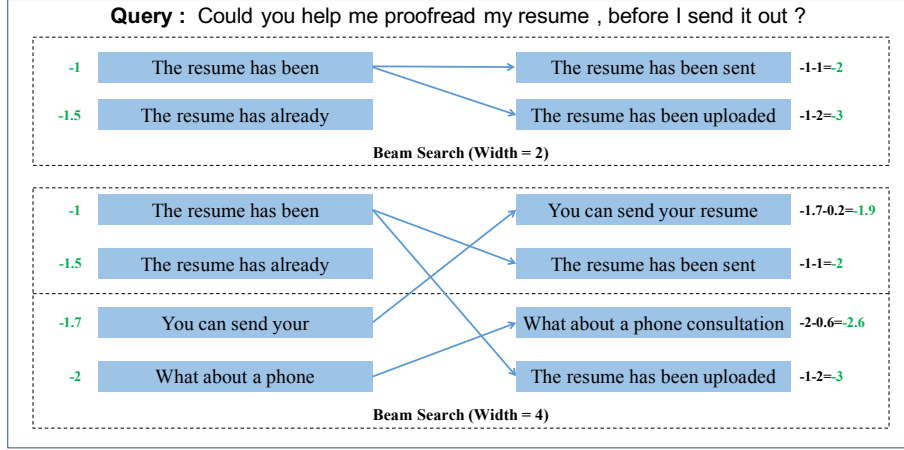 Query : Could you help me proofread my resume , before I send it out ?
-1 The resume has been The resume has been sent -1-1=-2
-1.5 The resume has already The resume has been uploaded -1-2=-3
Beam Search (Width = 2)
-1 The resume has been You can send your resume -1.7-0.2=-1.9
-1.5 The resume has already The resume has been sent -1-1=-2
-1.7 You can send your What about a phone consultation -2-0.6=-2.6
-2 What about a phone The resume has been uploaded -1-2=-3
Beam Search (Width = 4)